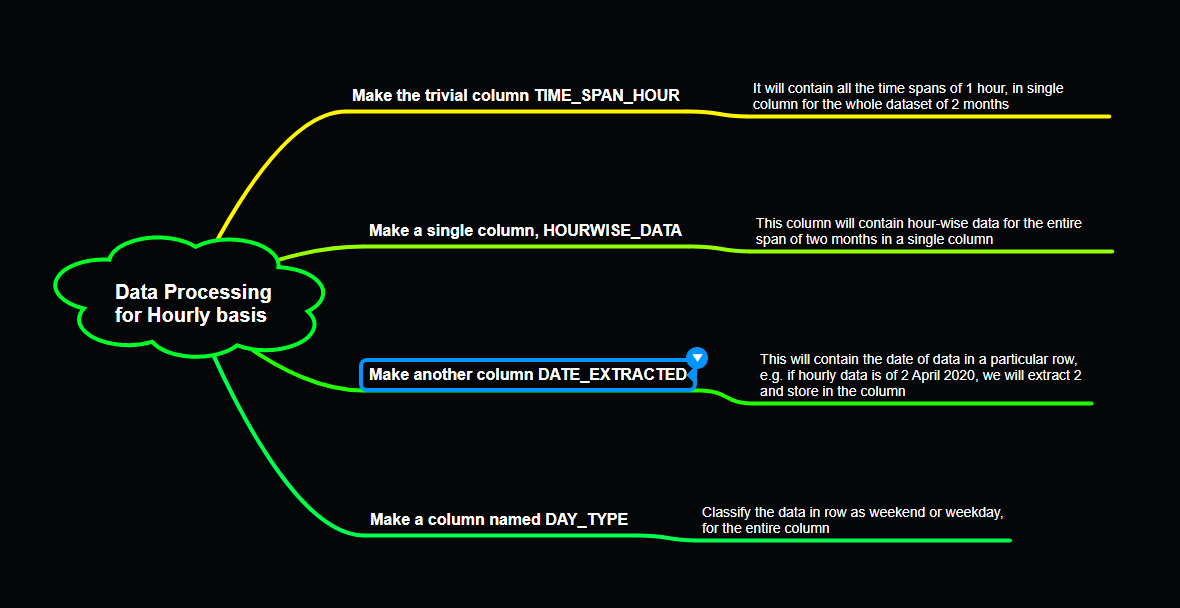 Make the trivial column TIME_SPAN_HOUR
It will contain all the time spans of 1 hour, in single
column for the whole dataset of 2 months
Make a single column, HOURWISE_DATA
This column will contain hour-wise data for the entire
span of two months in a single column
Data Processing
for Hourly basis
Make another column DATE_EXTRACTED
This will contain the date of data in a particular row,
e.g. if hourly data is of 2 April 2020, we will extract 2
and store in the column
Make a column named DAY_TYPE
Classify the data in row as weekend or weekday,
for the entire column